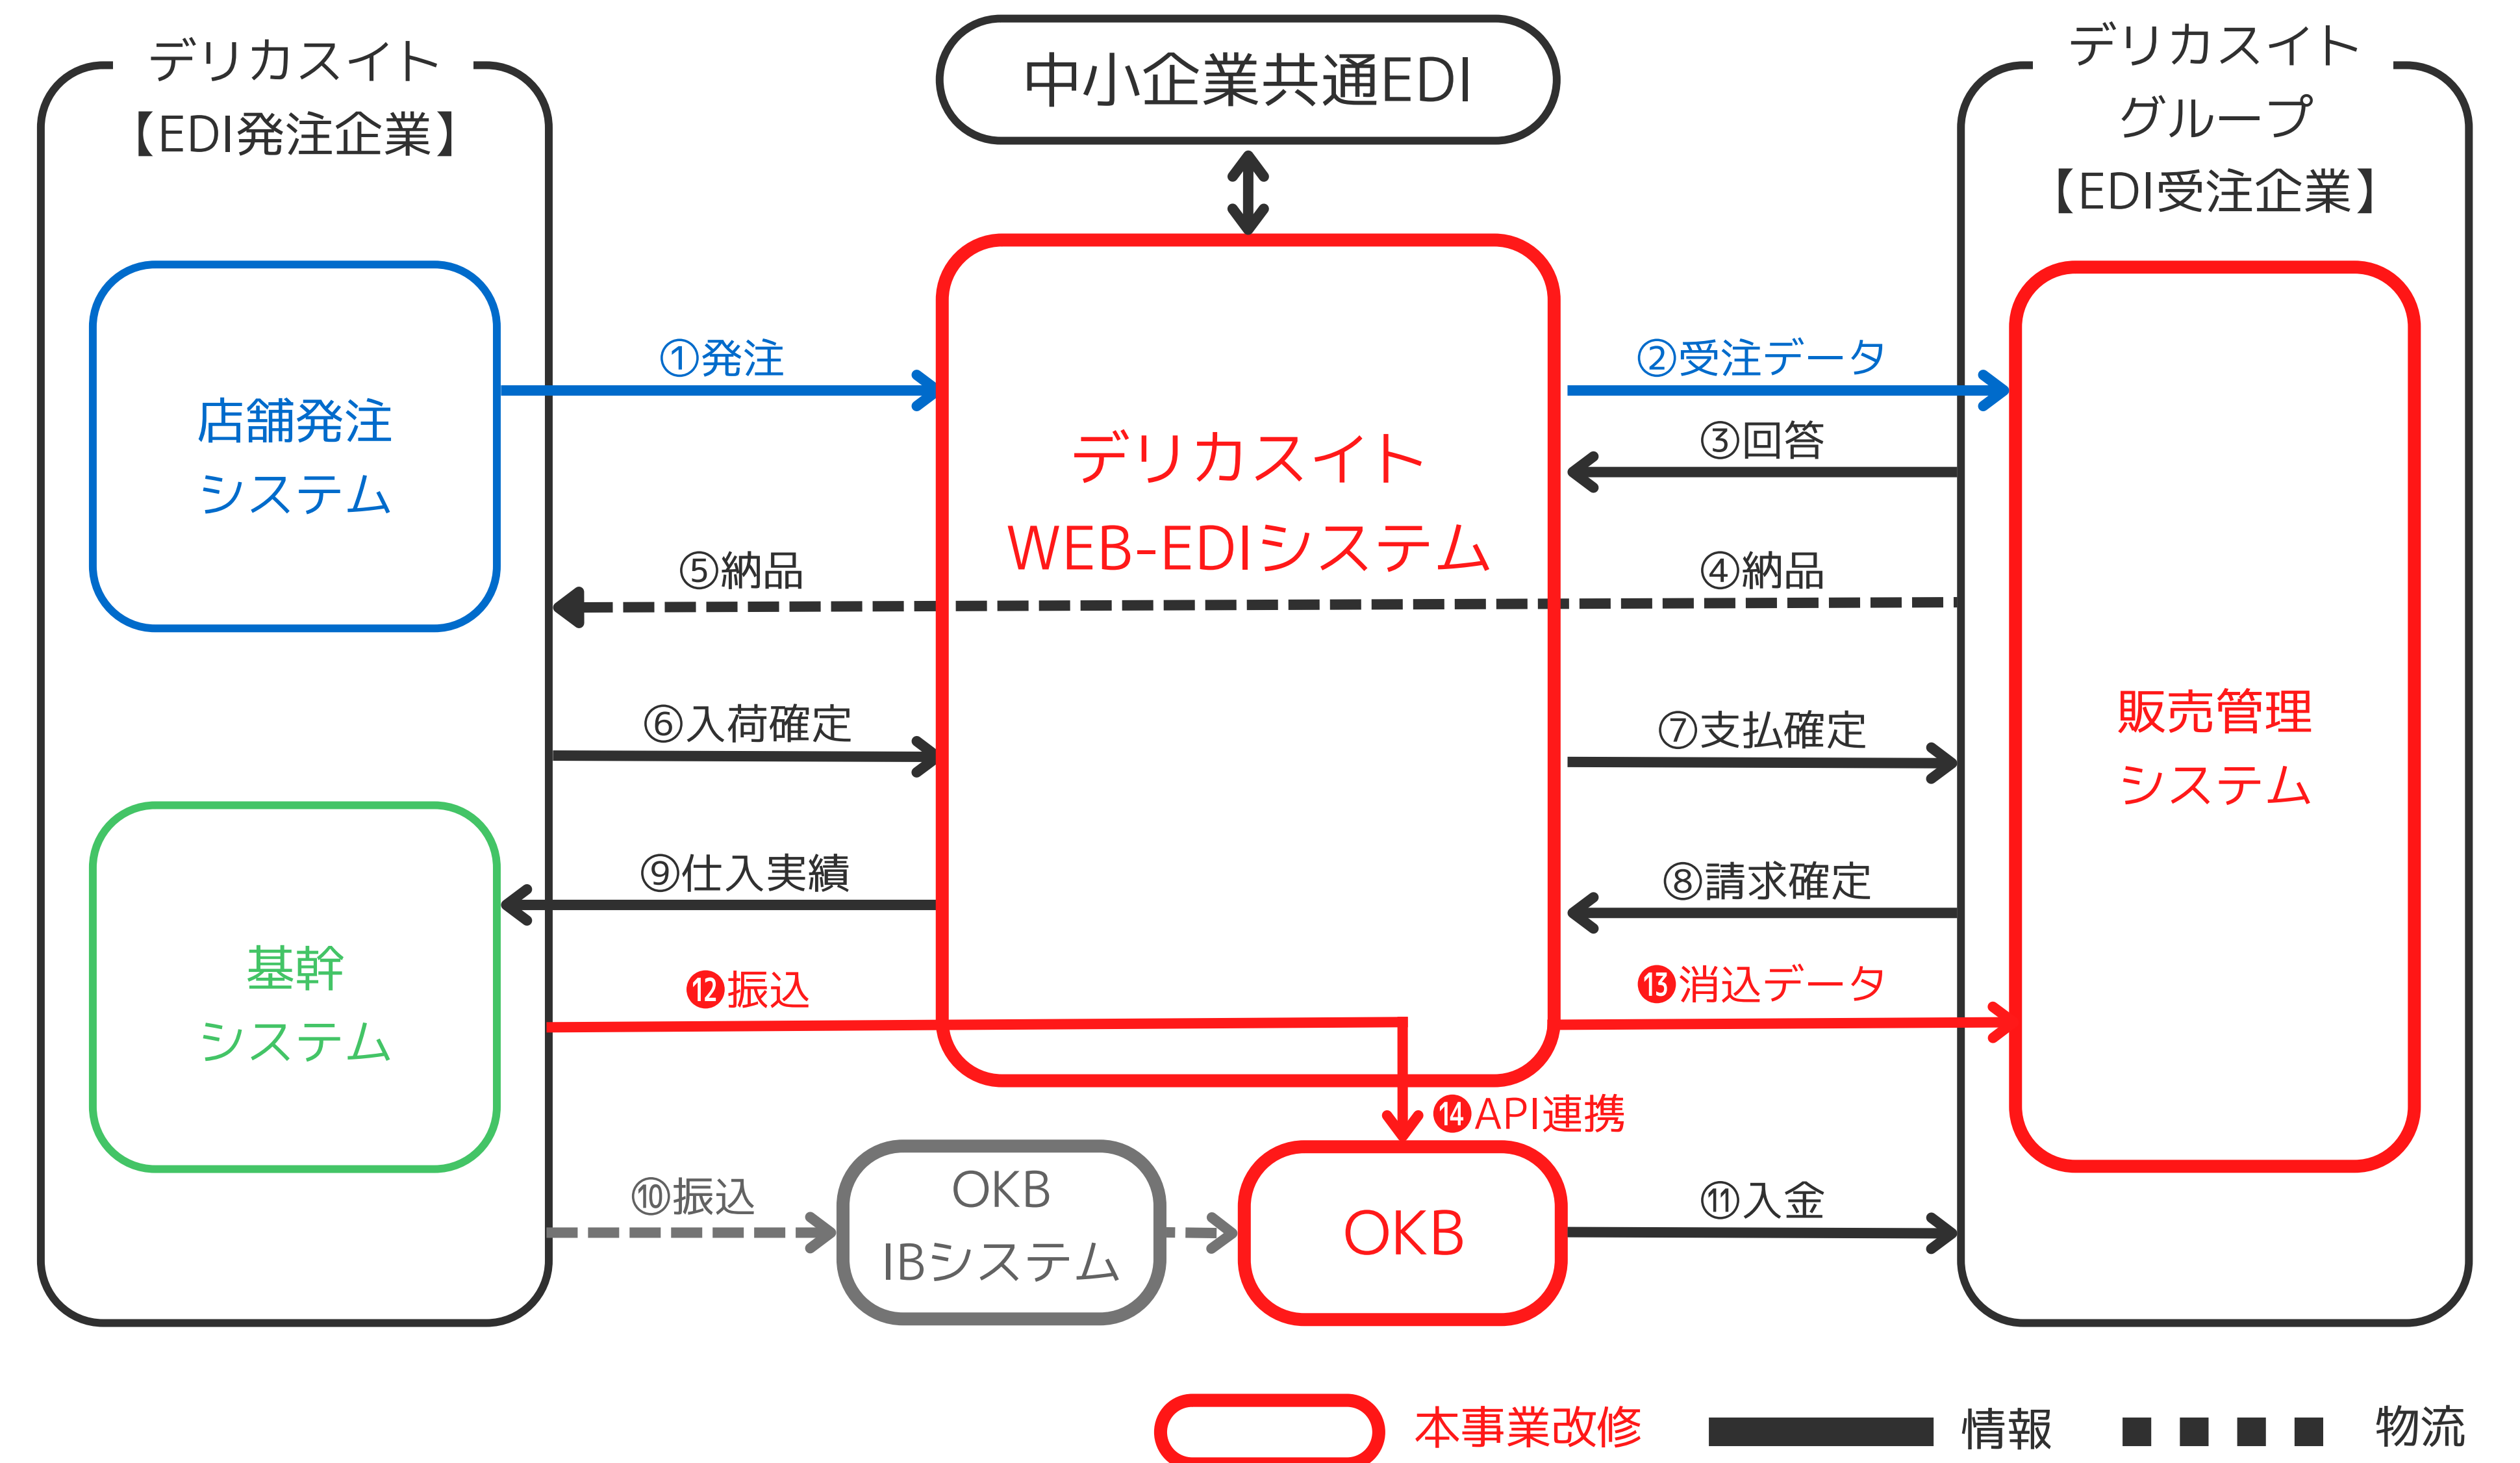 デリカスイト
【EDI発注企業】
中小企業共通EDI
デリカスイト
グループ
【EDI受注企業】
店舗発注
システム
①発注
②受注データ
③回答
デリカスイト
WEB-EDIシステム
⑤納品
④納品
⑥入荷確定
⑦支払確定
販売管理
システム
⑨仕入実績
⑧請求確定
基幹
システム
⓬振込
⓭消込データ
⓮API連携
⑩振込
OKB
IBシステム
OKB
⑪入金
本事業改修
情報
物流